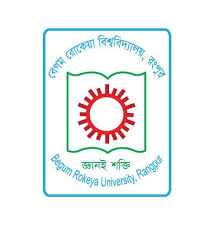 বেগম রোকেয়া বিশ্ববিদ্যালয়, রংপুর
জ্ঞানই শক্তি
Begum Rokeya University, Rangpur